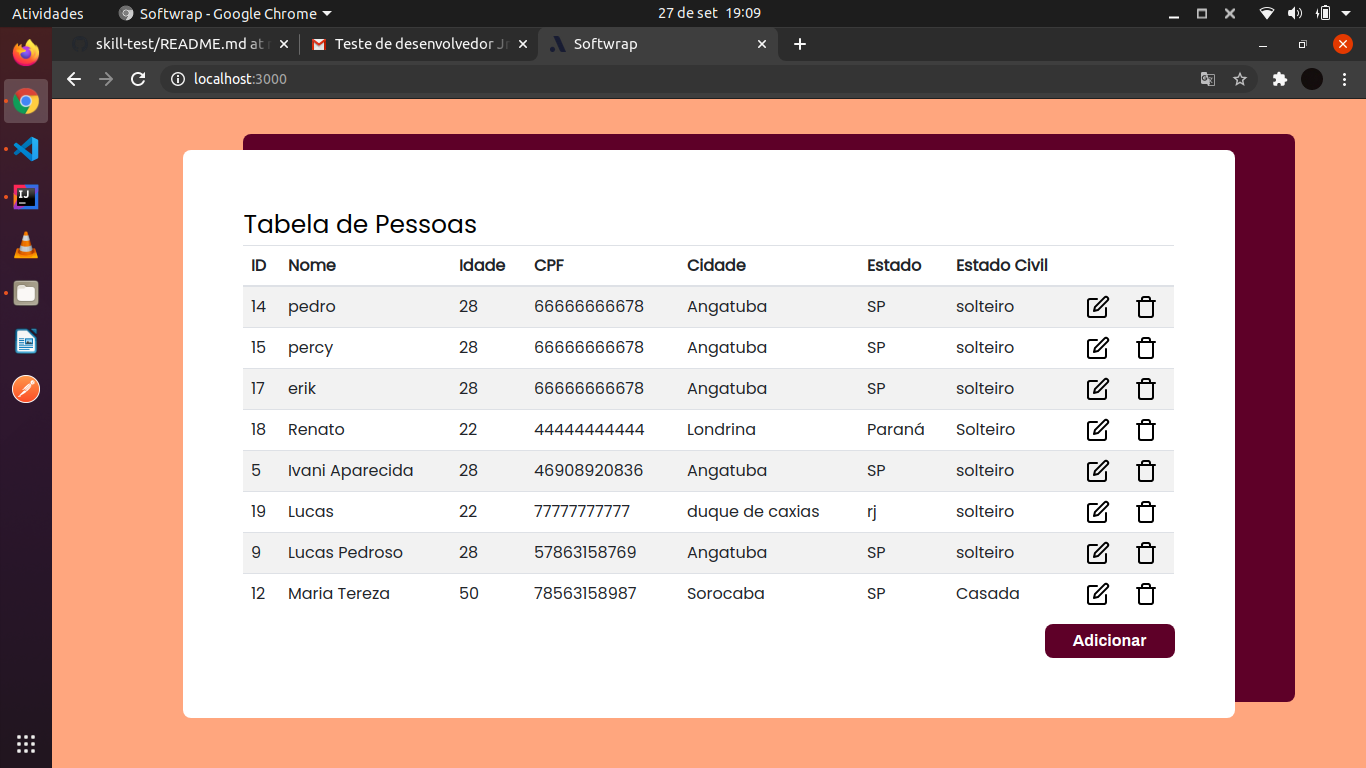 Atividades Softwrap - Google Chrome 27 de set 19:09
skill-test/README.md at Teste de desenvolvedor Softwrap
localhost:3000
Tabela de Pessoas
ID Nome Idade CPF Cidade Estado Estado Civil
14 pedro 28 66666666678 Angatuba SP solteiro
15 percy 28 66666666678 Angatuba SP solteiro
17 erik 28 66666666678 Angatuba SP solteiro
18 Renato 22 44444444444 Londrina Paraná Solteiro
5 Ivani Aparecida 28 46908920836 Angatuba SP solteiro
19 Lucas 22 77777777777 duque de caxias rj solteiro
9 Lucas Pedroso 28 57863158769 Angatuba SP solteiro
12 Maria Tereza 50 78563158987 Sorocaba SP Casada
Adicionar